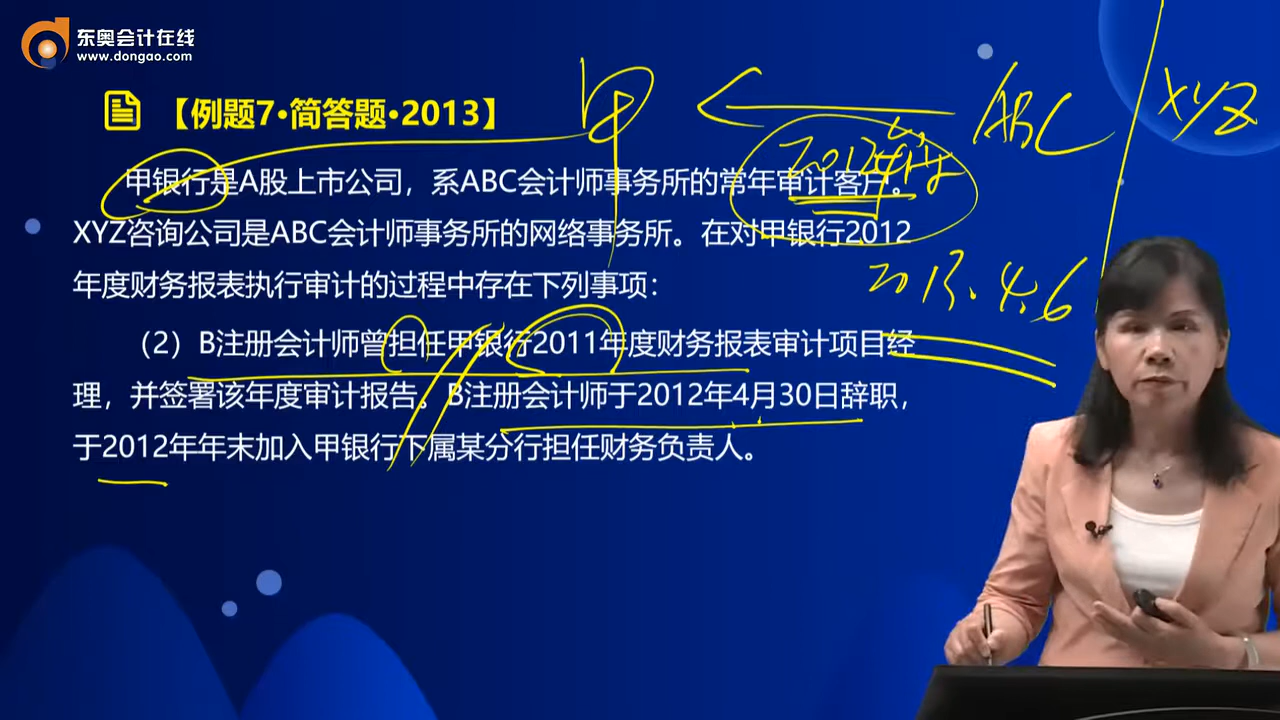 东奥会计在线
www.dongao.com
【例题7·简答题·2013】
甲银行是A股上市公司，系ABC会计师事务所的常年审计客户。
XYZ咨询公司是ABC会计师事务所的网络事务所。在对甲银行2012
年度财务报表执行审计的过程中存在下列事项：
（2）B注册会计师曾担任甲银行2011年度财务报表审计项目经
理，并签署该年度审计报告。B注册会计师于2012年4月30日辞职，
于2012年年末加入甲银行下属某分行担任财务负责人。
甲
ABC
XYZ
2012年
2013.4.6